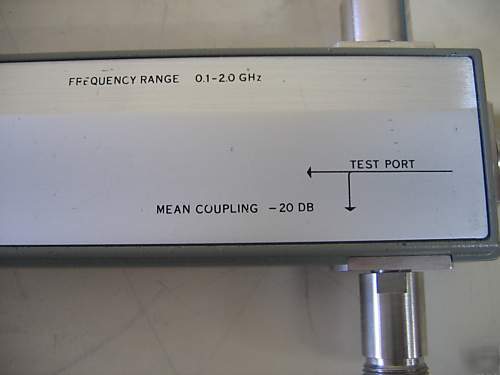 FREQUENCY RANGE 0.1-2.0 GHz
TEST PORT
MEAN COUPLING -20 DB